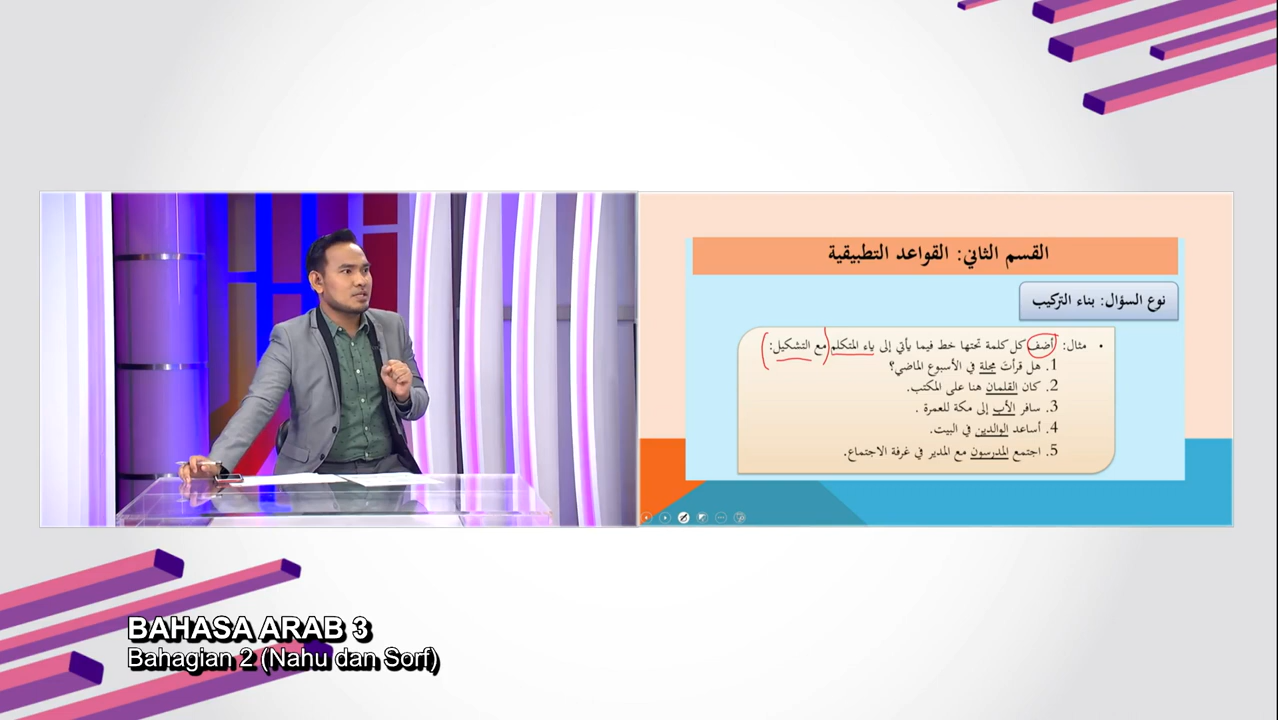 القسم الثاني: القواعد التطبيقية
نوع السؤال: بناء التركيب
• مثال: أضف كل كلمة تحتها خط فيما يأتي إلى ياء المتكلم مع التشكيل:
1. هل قرأتَ مجلة في الأسبوع الماضي؟
2. كان القلمان هنا على المكتب.
3. سافر الأب إلى مكة للعمرة .
4. أساعد الوالدين في البيت.
5. اجتمع المدرسون مع المدير في غرفة الاجتماع.
BAHASA ARAB 3
Bahagian 2 (Nahu dan Sorf)